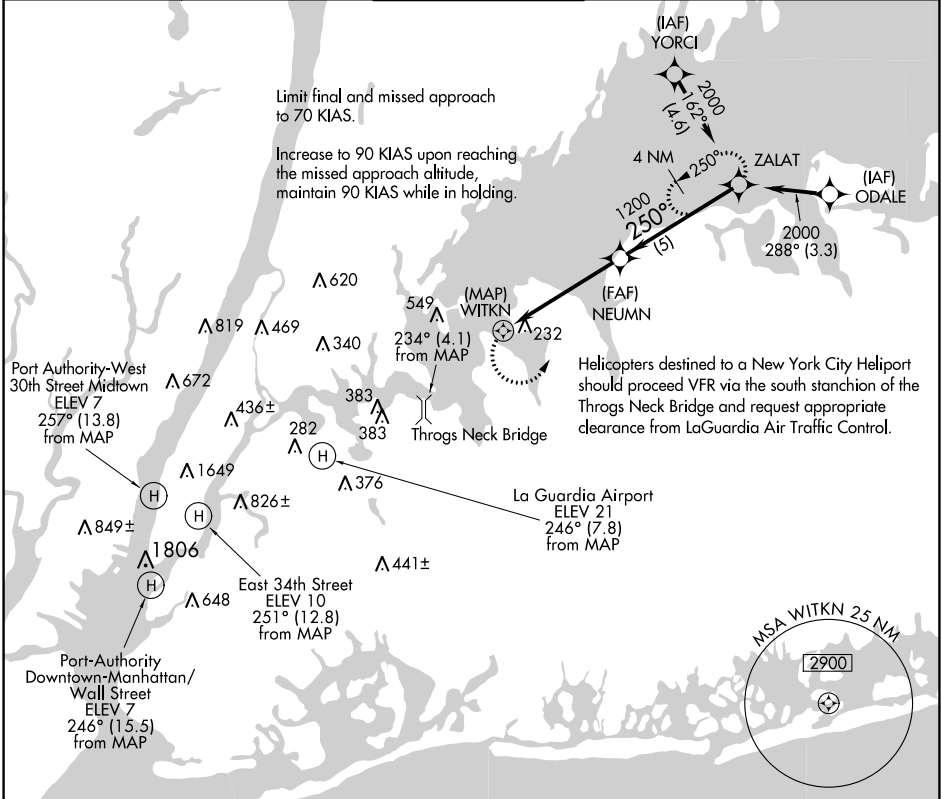 (IAF)
YORCI
Limit final and missed approach
to 70 KIAS.
Increase to 90 KIAS upon reaching
the missed approach altitude,
maintain 90 KIAS while in holding.
2000
162°
(4.6)
4 NM
250°
ZALAT
(IAF)
ODALE
1200
250°
(5)
2000
288° (3.3)
(FAF)
NEUMN
(MAP)
WITKN
232
620
549
819
469
340
234° (4.1)
from MAP
Helicopters destined to a New York City Heliport
should proceed VFR via the south stanchion of the
Throgs Neck Bridge and request appropriate
clearance from LaGuardia Air Traffic Control.
Port Authority-West
30th Street Midtown
ELEV 7
257° (13.8)
from MAP
672
436±
383
383
282
Throgs Neck Bridge
H
1649
376
826±
La Guardia Airport
ELEV 21
246° (7.8)
from MAP
H
H
849±
1806
441±
H
648
East 34th Street
ELEV 10
251° (12.8)
from MAP
Port-Authority
Downtown-Manhattan/
Wall Street
ELEV 7
246° (15.5)
from MAP
MSA WITKN 25 NM
2900